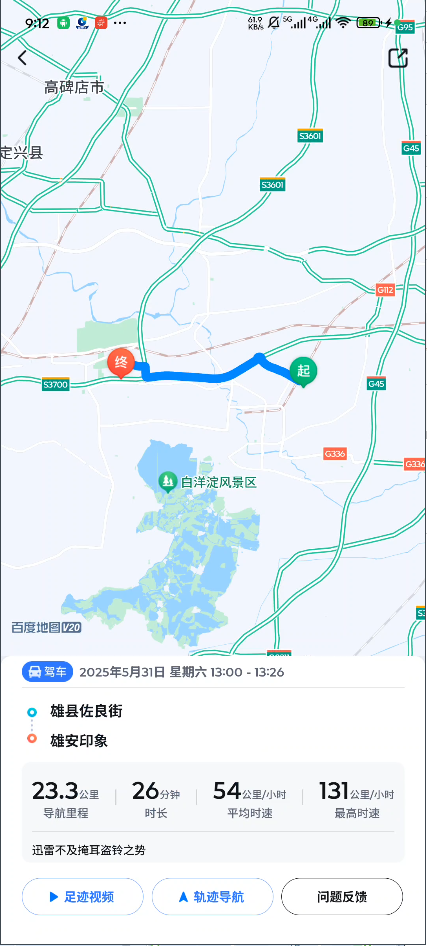 9:12
61.9 KB/s 5G 4G 89
G95
高碑店市
定兴县
S3601
G45
S3601
G112
终
起
S3700
G45
G336
G336
白洋淀风景区
百度地图V20
驾车 2025年5月31日 星期六 13:00 - 13:26
雄县佐良街
雄安印象
23.3公里 26分钟 54公里/小时 131公里/小时
导航里程 时长 平均时速 最高时速
迅雷不及掩耳盗铃之势
足迹视频 轨迹导航 问题反馈